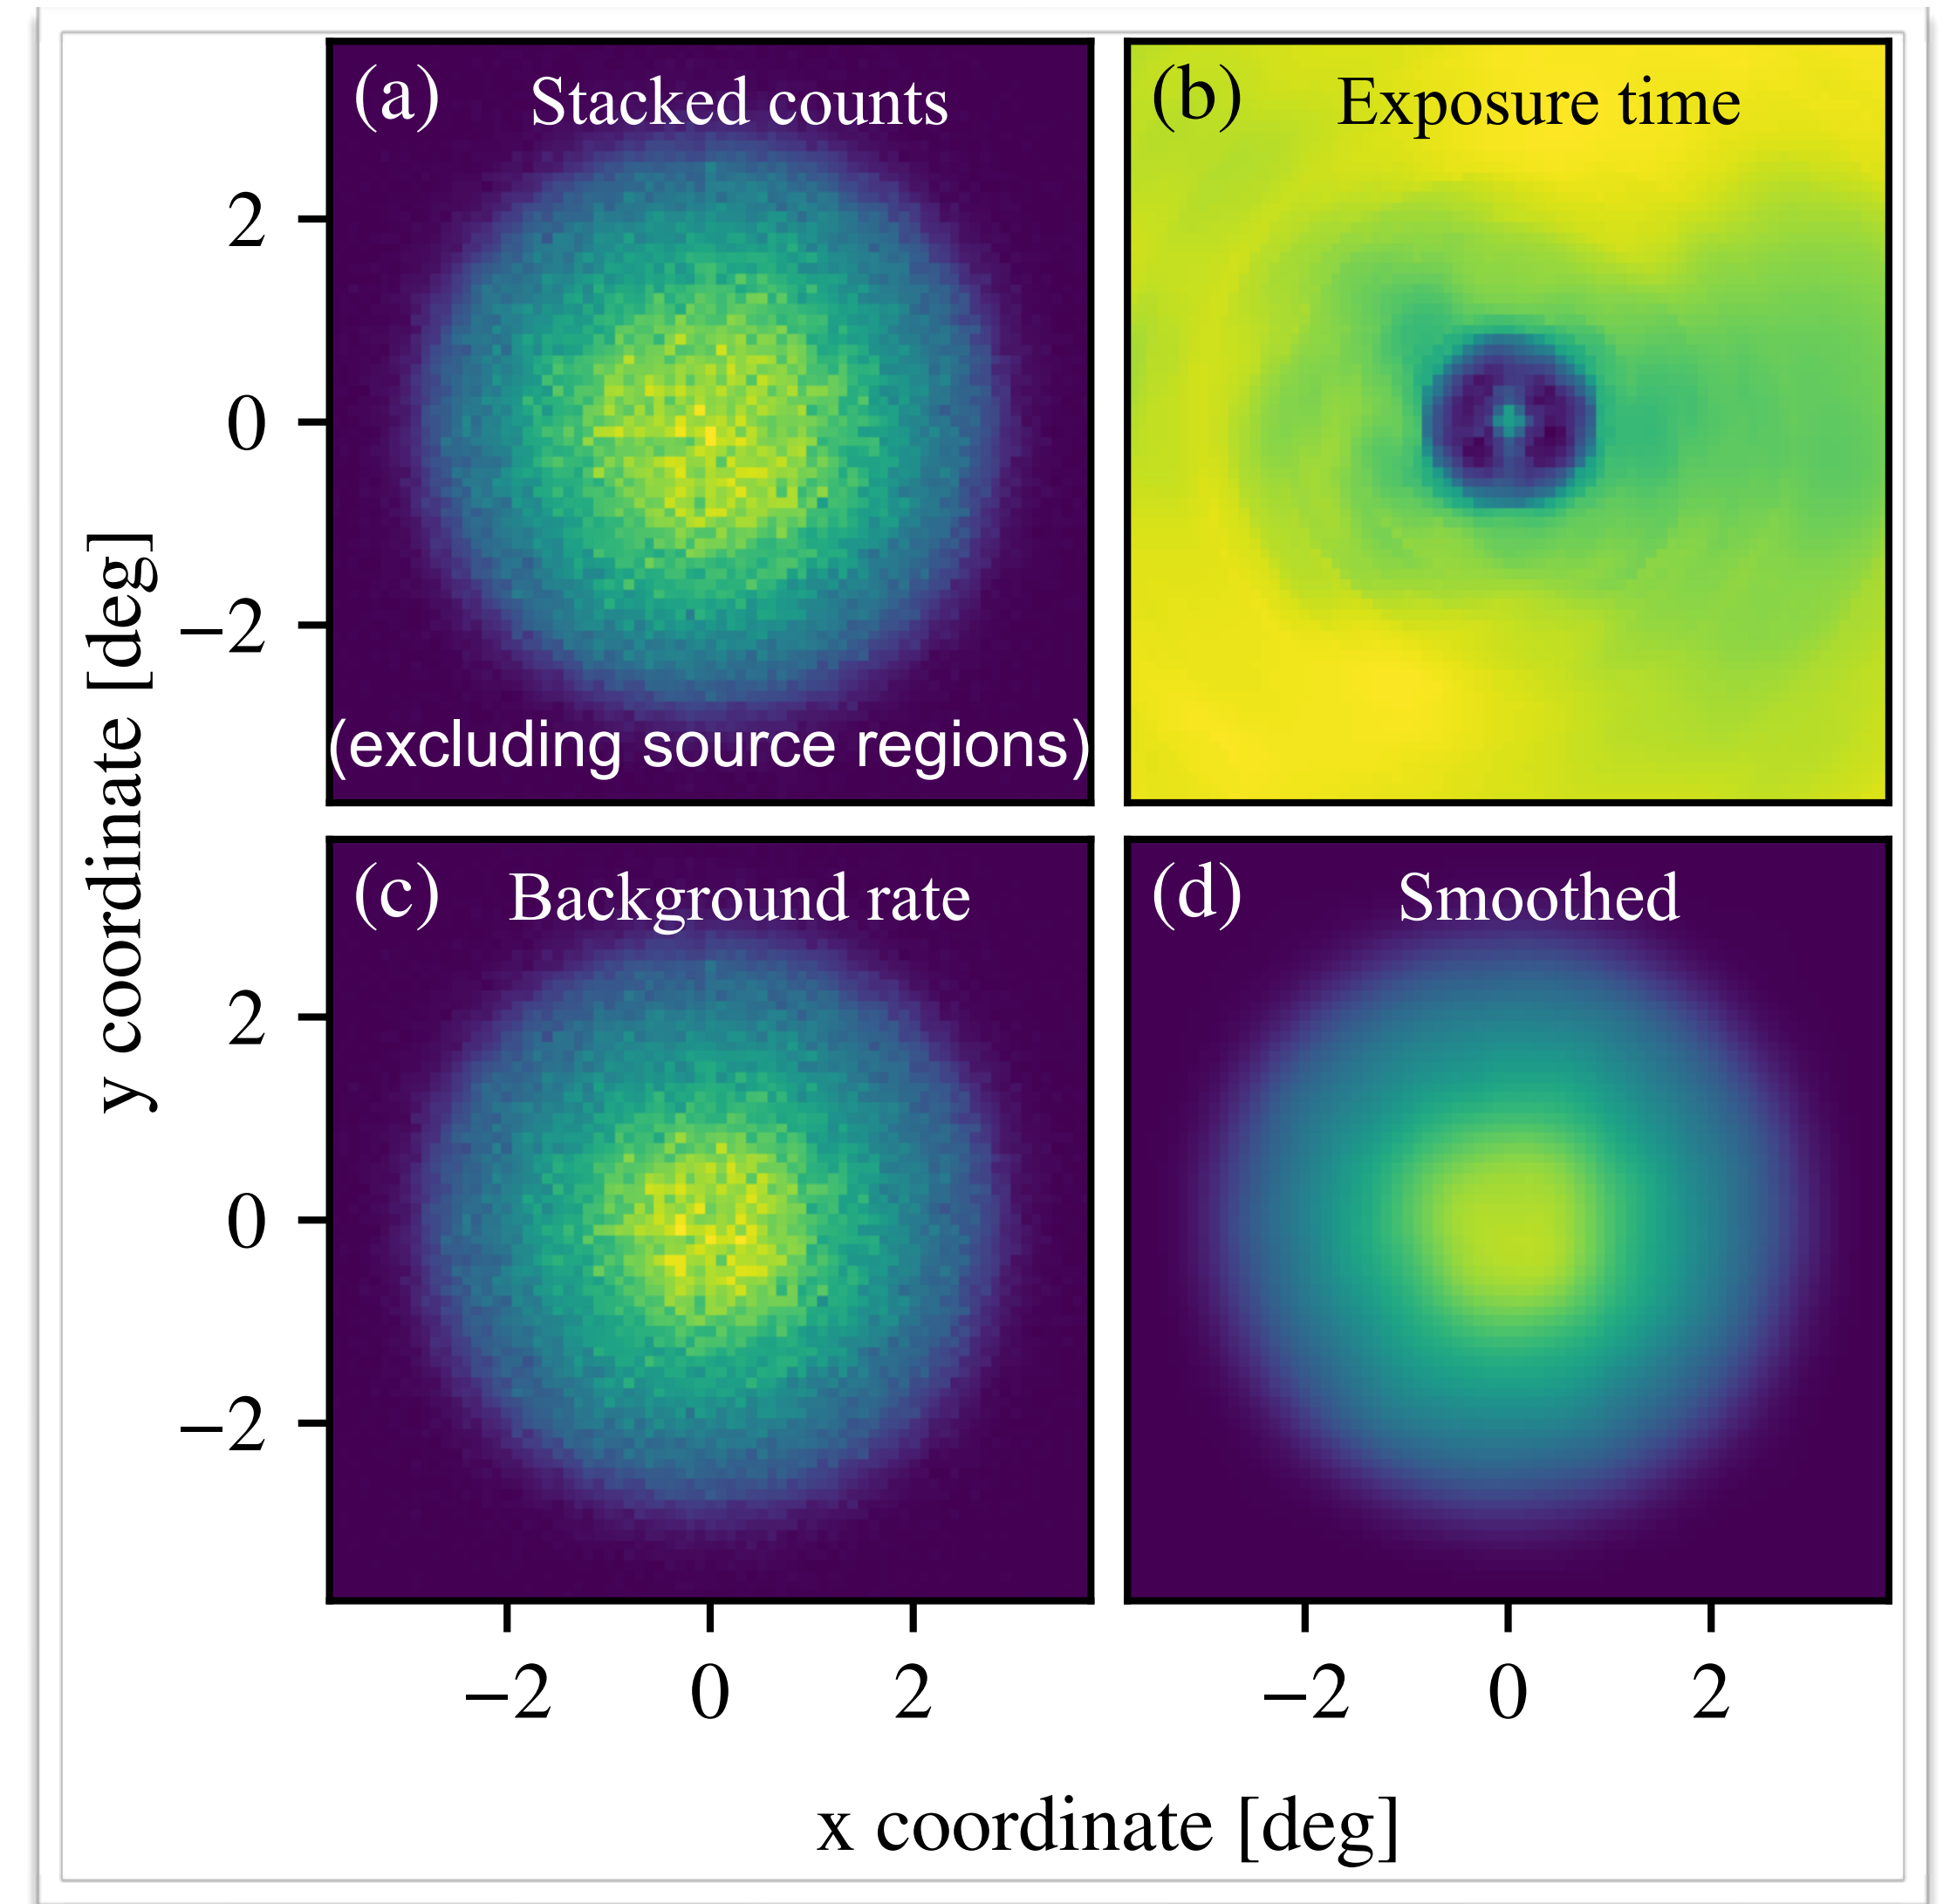 (a) Stacked counts
(b) Exposure time
2
0
−2
(excluding source regions)
y coordinate [deg]
(c) Background rate
(d) Smoothed
2
0
−2
−2 0 2
−2 0 2
x coordinate [deg]